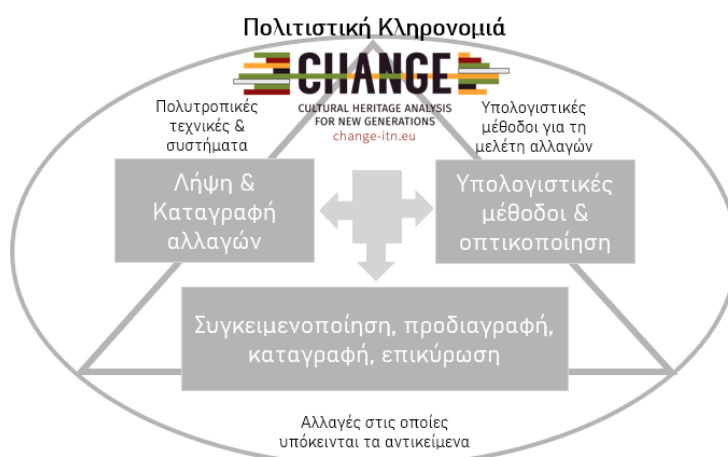 Πολιτιστική Κληρονομιά
CHANGE
CULTURAL HERITAGE ANALYSIS
FOR NEW GENERATIONS
change-itn.eu
Πολυτροπικές
τεχνικές &
συστήματα
Υπολογιστικές
μέθοδοι για τη
μελέτη αλλαγών
Λήψη &
Καταγραφή
αλλαγών
Υπολογιστικές
μέθοδοι &
οπτικοποίηση
Συγκειμενοποίηση, προδιαγραφή,
καταγραφή, επικύρωση
Αλλαγές στις οποίες
υπόκεινται τα αντικείμενα